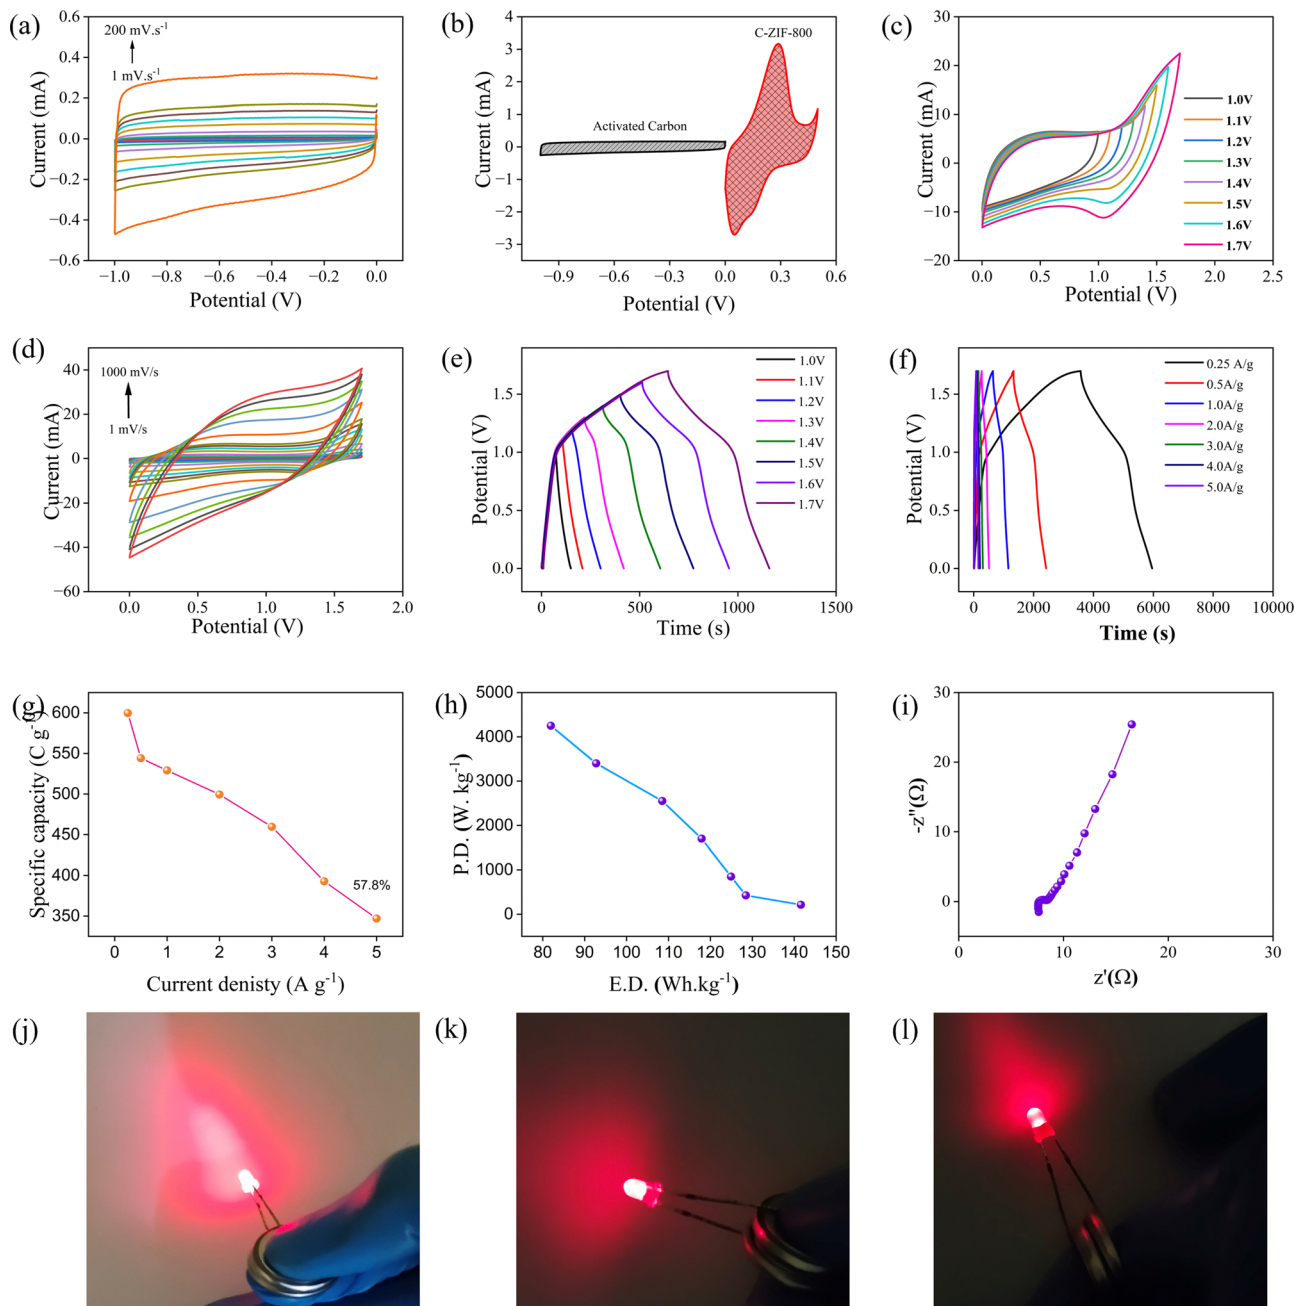 (a)
200 mV.s⁻¹
1 mV.s⁻¹
0.6
0.4
0.2
0.0
−0.2
−0.4
−0.6
Current (mA)
−1.0
−0.8
−0.6
−0.4
−0.2
0.0
Potential (V)
(b)
C-ZIF-800
Activated Carbon
4
3
2
1
0
−1
−2
−3
Current (mA)
−0.9
−0.6
−0.3
0.0
0.3
0.6
Potential (V)
(c)
30
20
10
0
−10
−20
Current (mA)
1.0V
1.1V
1.2V
1.3V
1.4V
1.5V
1.6V
1.7V
0.0
0.5
1.0
1.5
2.0
2.5
Potential (V)
(d)
1000 mV/s
1 mV/s
40
20
0
−20
−40
−60
Current (mA)
0.0
0.5
1.0
1.5
2.0
Potential (V)
(e)
1.5
1.0
0.5
0.0
Potential (V)
1.0V
1.1V
1.2V
1.3V
1.4V
1.5V
1.6V
1.7V
0
500
1000
1500
Time (s)
(f)
1.5
1.0
0.5
0.0
Potential (V)
0.25 A/g
0.5A/g
1.0A/g
2.0A/g
3.0A/g
4.0A/g
5.0A/g
0
2000
4000
6000
8000
10000
Time (s)
(g)
600
550
500
450
400
350
Specific capacity (C g⁻¹)
57.8%
0
1
2
3
4
5
Current denisty (A g⁻¹)
(h)
5000
4000
3000
2000
1000
0
P.D. (W. kg⁻¹)
80
90
100
110
120
130
140
150
E.D. (Wh.kg⁻¹)
(i)
30
20
10
0
-z''(Ω)
0
10
20
30
z'(Ω)
(j)
(k)
(l)